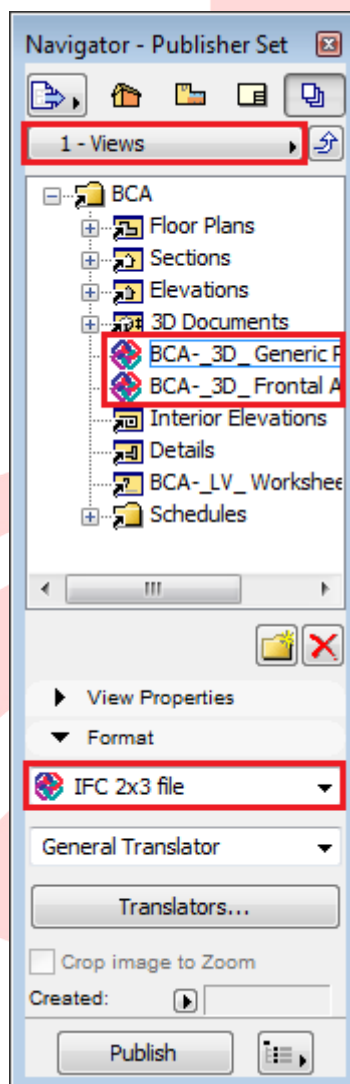 Navigator - Publisher Set
1 - Views
BCA
Floor Plans
Sections
Elevations
3D Documents
BCA-_3D_ Generic
BCA-_3D_ Frontal A
Interior Elevations
Details
BCA-_LV_ Workshee
Schedules
View Properties
Format
IFC 2x3 file
General Translator
Translators...
Crop image to Zoom
Created:
Publish